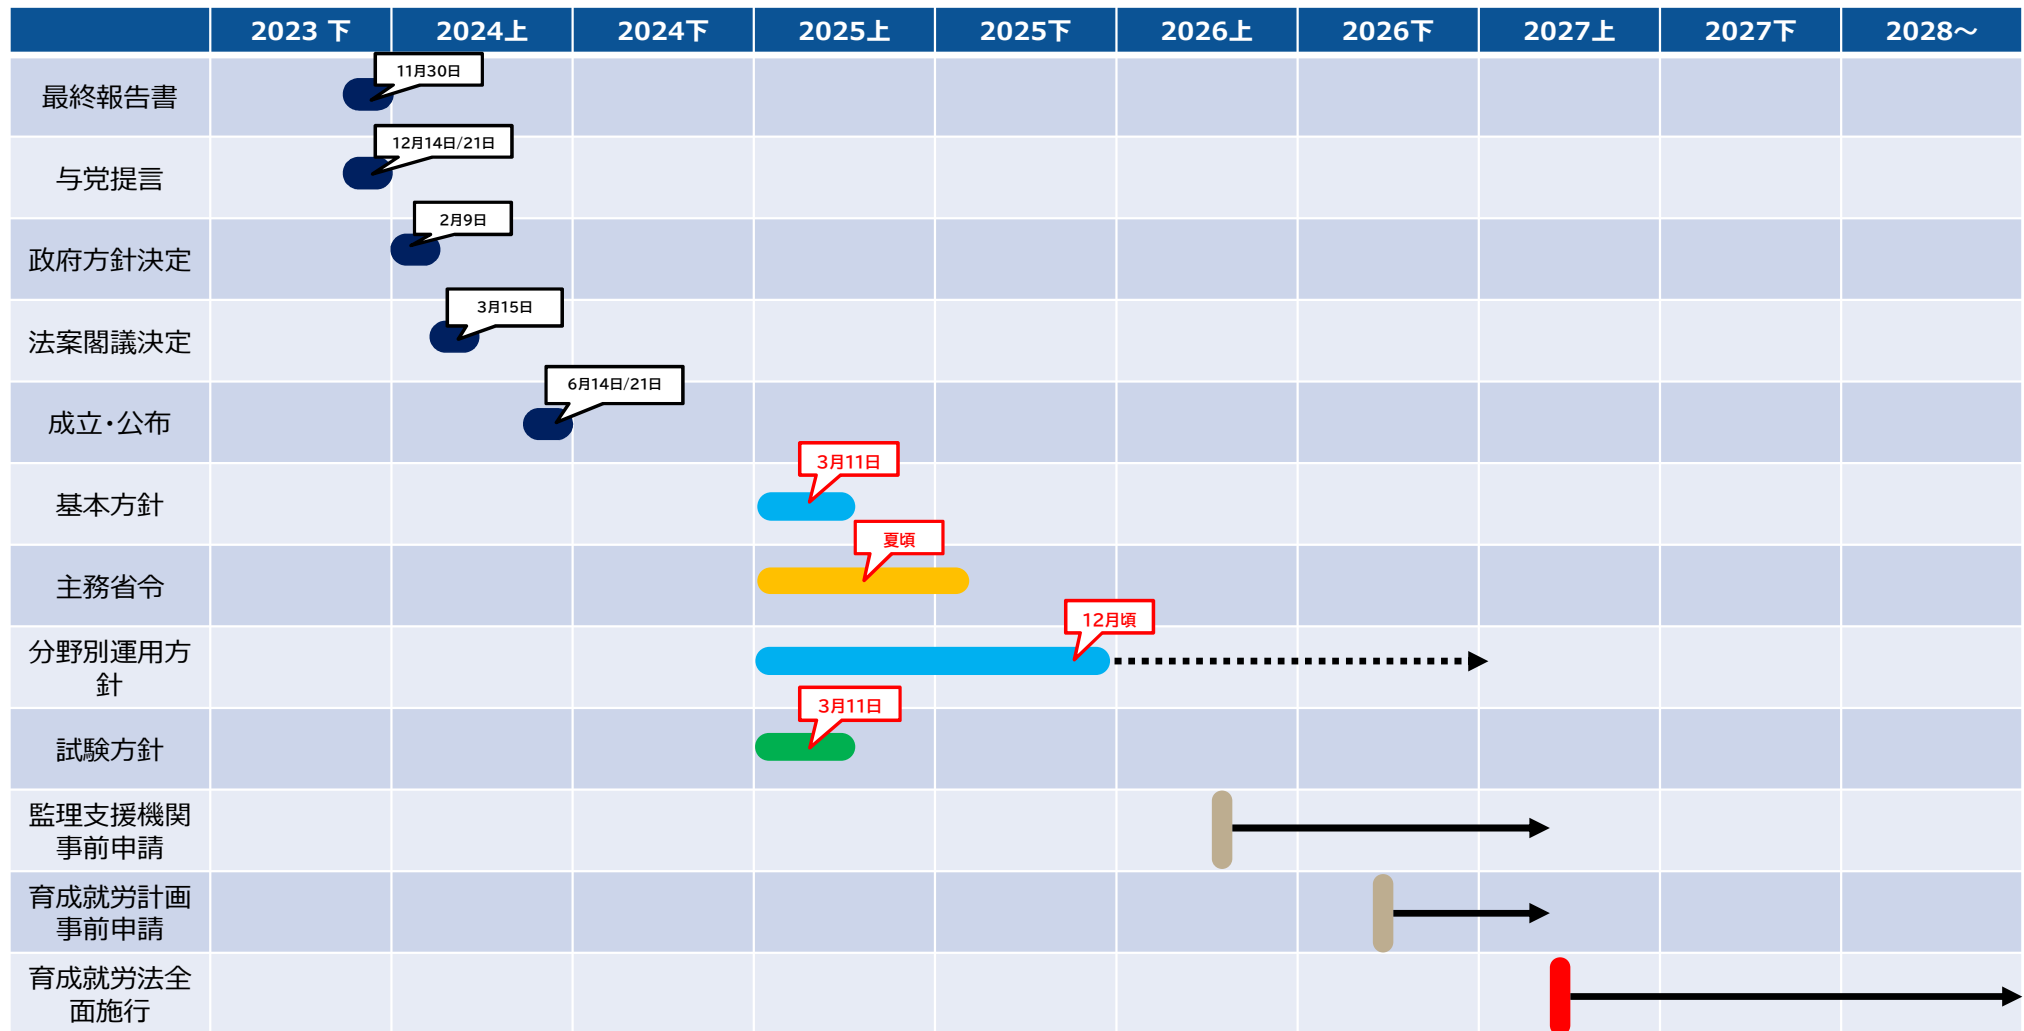 2023 下 2024上 2024下 2025上 2025下 2026上 2026下 2027上 2027下 2028～
最終報告書
11月30日
与党提言
12月14日/21日
政府方針決定
2月9日
法案閣議決定
3月15日
成立・公布
6月14日/21日
基本方針
3月11日
主務省令
夏頃
分野別運用方
針
12月頃
試験方針
3月11日
監理支援機関
事前申請
育成就労計画
事前申請
育成就労法全
面施行